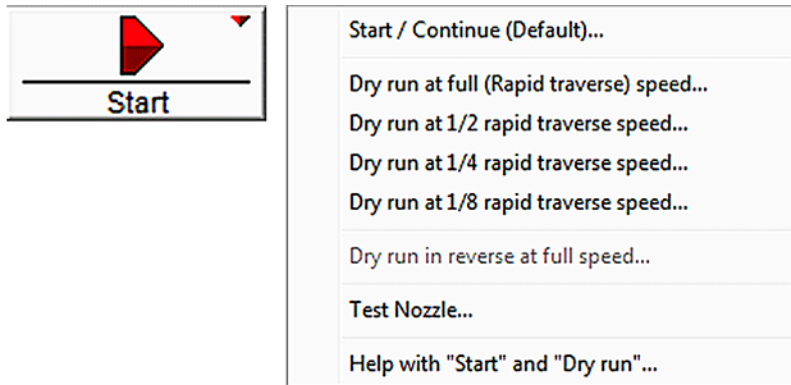 Start
Start / Continue (Default)...
Dry run at full (Rapid traverse) speed...
Dry run at 1/2 rapid traverse speed...
Dry run at 1/4 rapid traverse speed...
Dry run at 1/8 rapid traverse speed...
Dry run in reverse at full speed...
Test Nozzle...
Help with "Start" and "Dry run"...